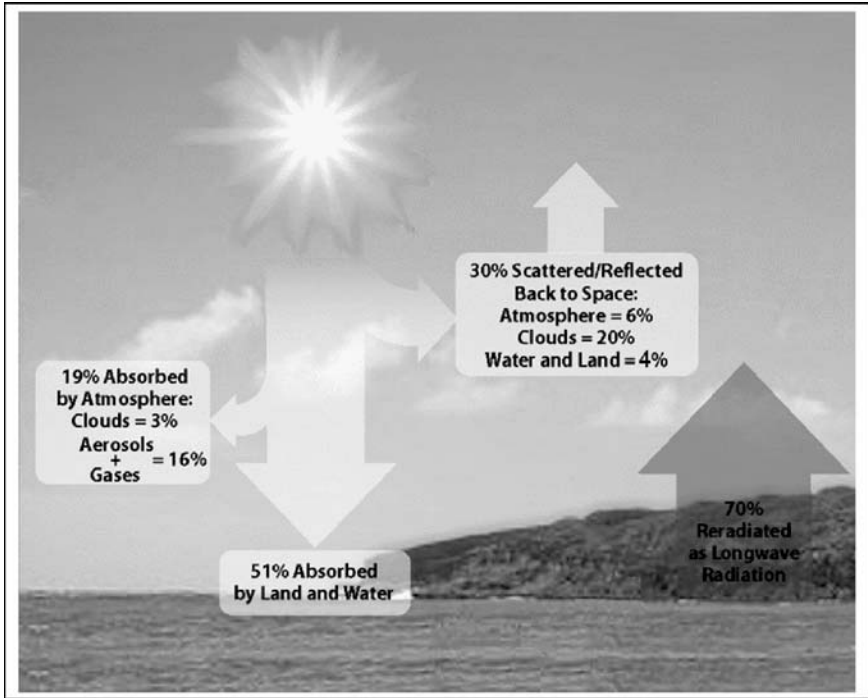 30% Scattered/Reflected
Back to Space:
Atmosphere = 6%
Clouds = 20%
Water and Land = 4%
19% Absorbed
by Atmosphere:
Clouds = 3%
Aerosols
+
Gases
= 16%
51% Absorbed
by Land and Water
70%
Reradiated
as Longwave
Radiation